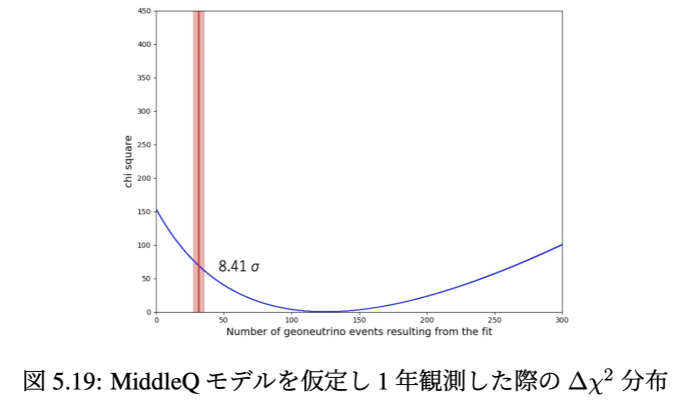 450
400
350
300
250
200
150
100
50
0
chi square
8.41 σ
0 50 100 150 200 250 300
Number of geoneutrino events resulting from the fit
図 5.19: MiddleQ モデルを仮定し 1 年観測した際の Δχ² 分布